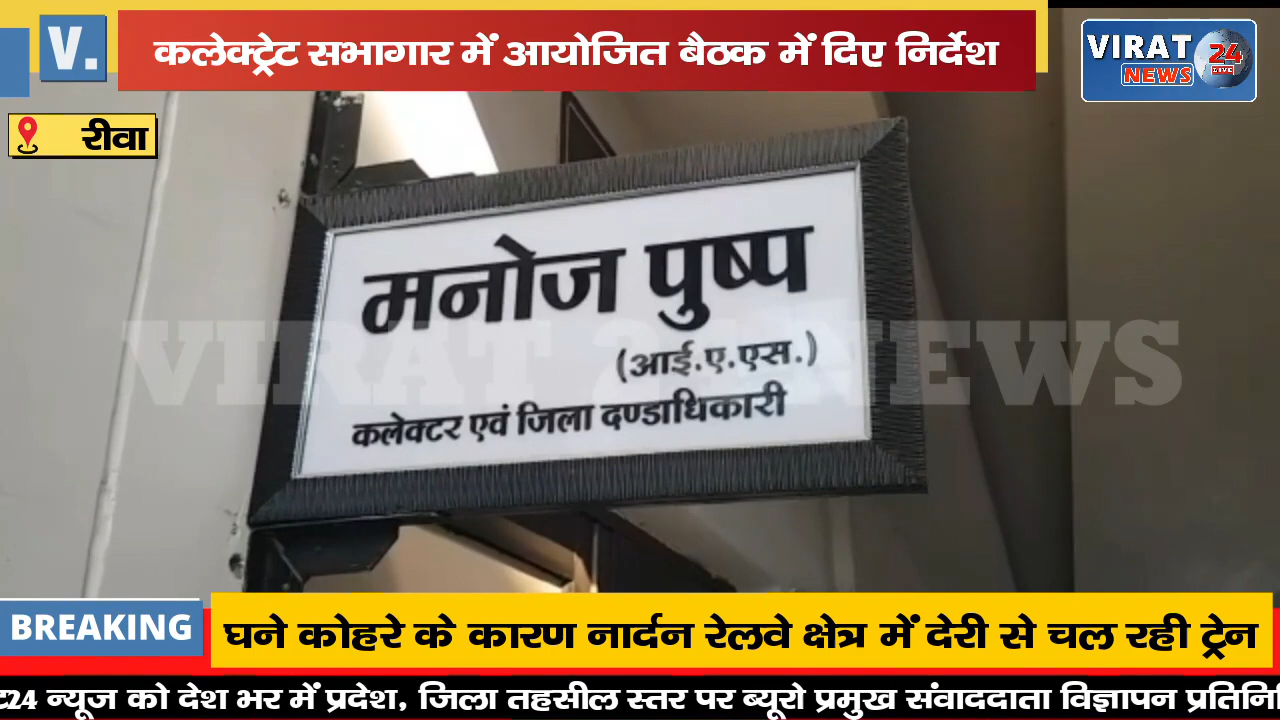 V.
कलेक्ट्रेट सभागार में आयोजित बैठक में दिए निर्देश
VIRAT
24
NEWS
LIVE
रीवा
मनोज पुष्प
(आई.ए.एस.)
कलेक्टर एवं जिला दण्डाधिकारी
VIRAT 24 NEWS
BREAKING
घने कोहरे के कारण नार्दन रेलवे क्षेत्र में देरी से चल रही ट्रेन
24 न्यूज को देश भर में प्रदेश, जिला तहसील स्तर पर ब्यूरो प्रमुख संवाददाता विज्ञापन